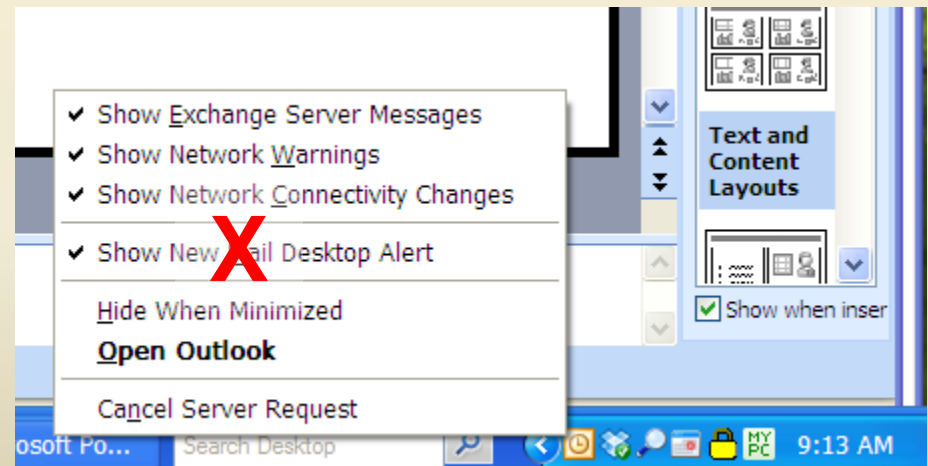 Show Exchange Server Messages
Show Network Warnings
Show Network Connectivity Changes
Show New Mail Desktop Alert
X
Hide When Minimized
Open Outlook
Cancel Server Request
Text and
Content
Layouts
Show when inser
osoft Po...
Search Desktop
MY
PC
9:13 AM